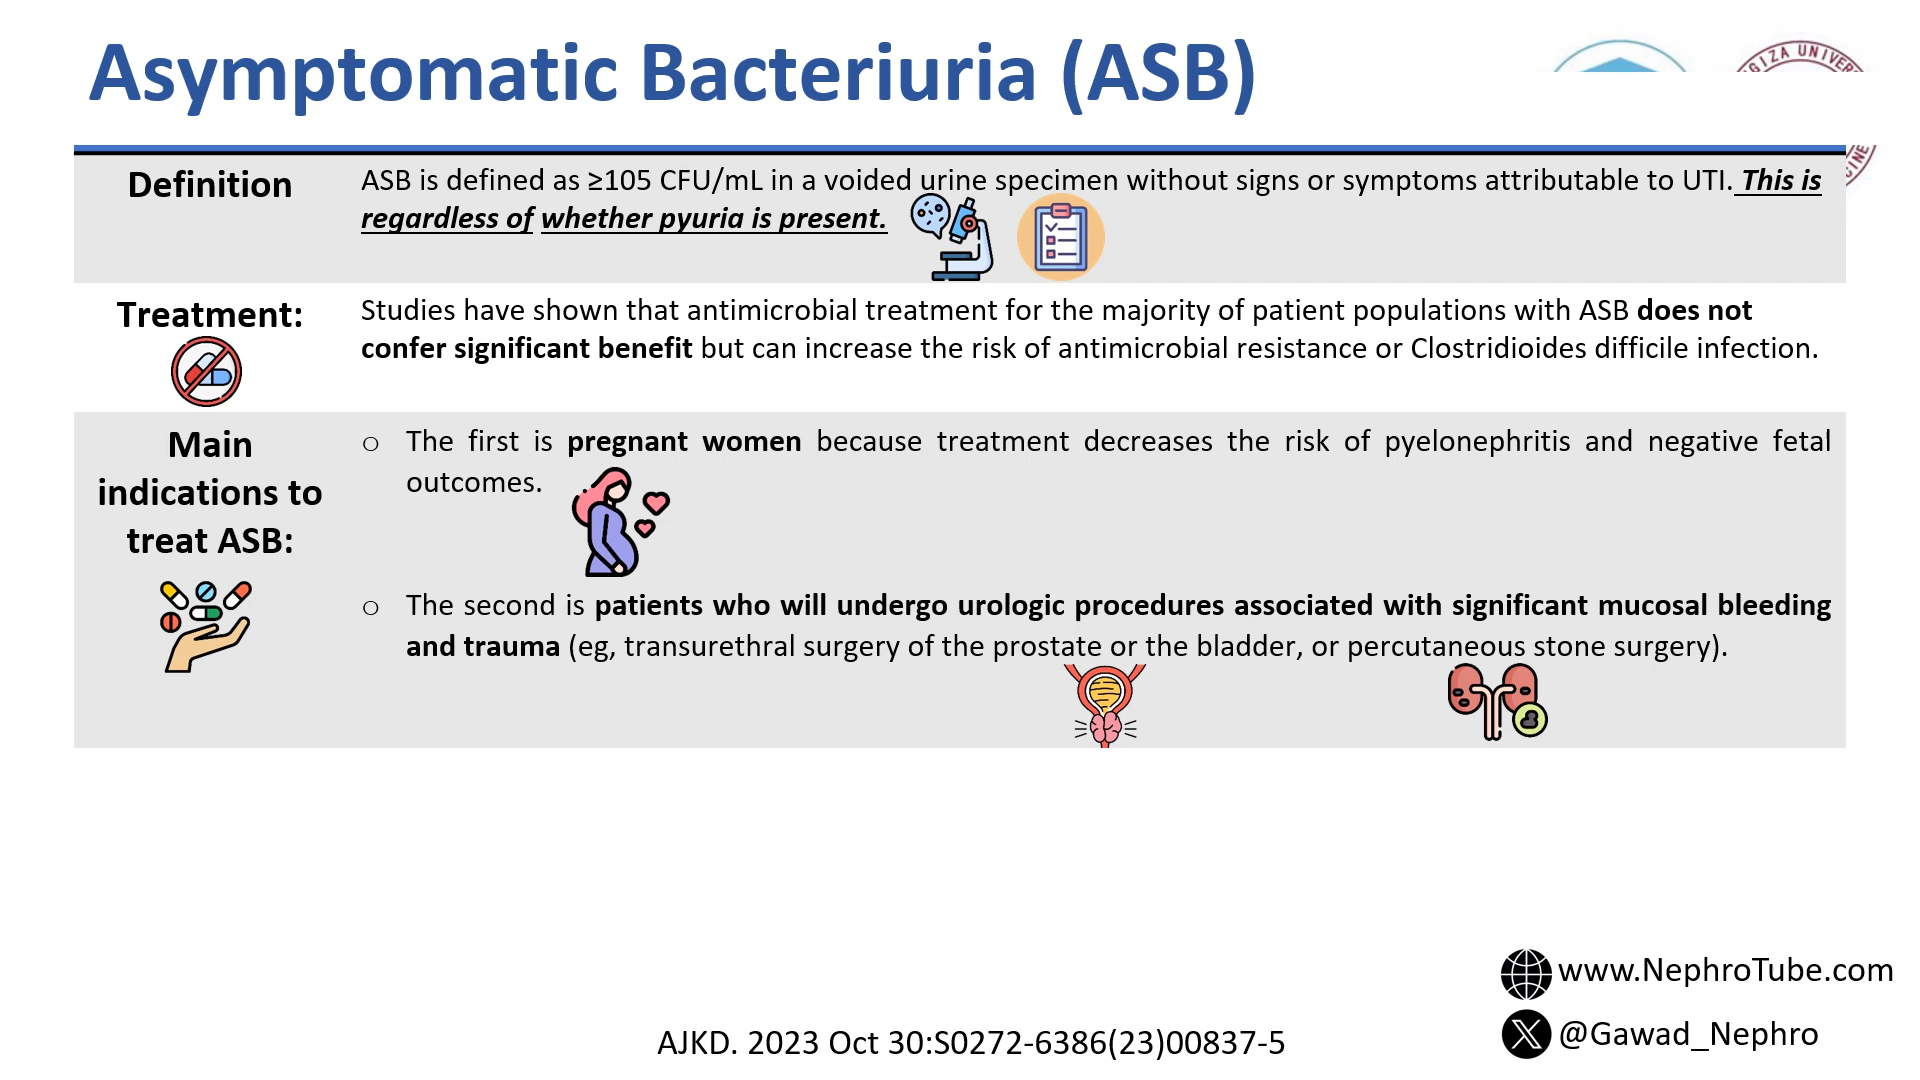 Asymptomatic Bacteriuria (ASB)
GIZA UNIVER
CINE
Definition
ASB is defined as ≥105 CFU/mL in a voided urine specimen without signs or symptoms attributable to UTI. This is
regardless of whether pyuria is present.
Treatment:
Studies have shown that antimicrobial treatment for the majority of patient populations with ASB does not
confer significant benefit but can increase the risk of antimicrobial resistance or Clostridioides difficile infection.
Main
indications to
treat ASB:
o The first is pregnant women because treatment decreases the risk of pyelonephritis and negative fetal
outcomes.
o The second is patients who will undergo urologic procedures associated with significant mucosal bleeding
and trauma (eg, transurethral surgery of the prostate or the bladder, or percutaneous stone surgery).
www.NephroTube.com
@Gawad_Nephro
AJKD. 2023 Oct 30:S0272-6386(23)00837-5